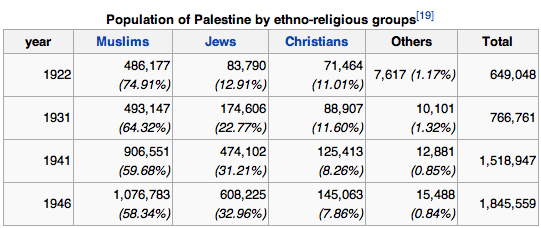 Population of Palestine by ethno-religious groups[19]
year Muslims Jews Christians Others Total
1922 486,177 (74.91%) 83,790 (12.91%) 71,464 (11.01%) 7,617 (1.17%) 649,048
1931 493,147 (64.32%) 174,606 (22.77%) 88,907 (11.60%) 10,101 (1.32%) 766,761
1941 906,551 (59.68%) 474,102 (31.21%) 125,413 (8.26%) 12,881 (0.85%) 1,518,947
1946 1,076,783 (58.34%) 608,225 (32.96%) 145,063 (7.86%) 15,488 (0.84%) 1,845,559